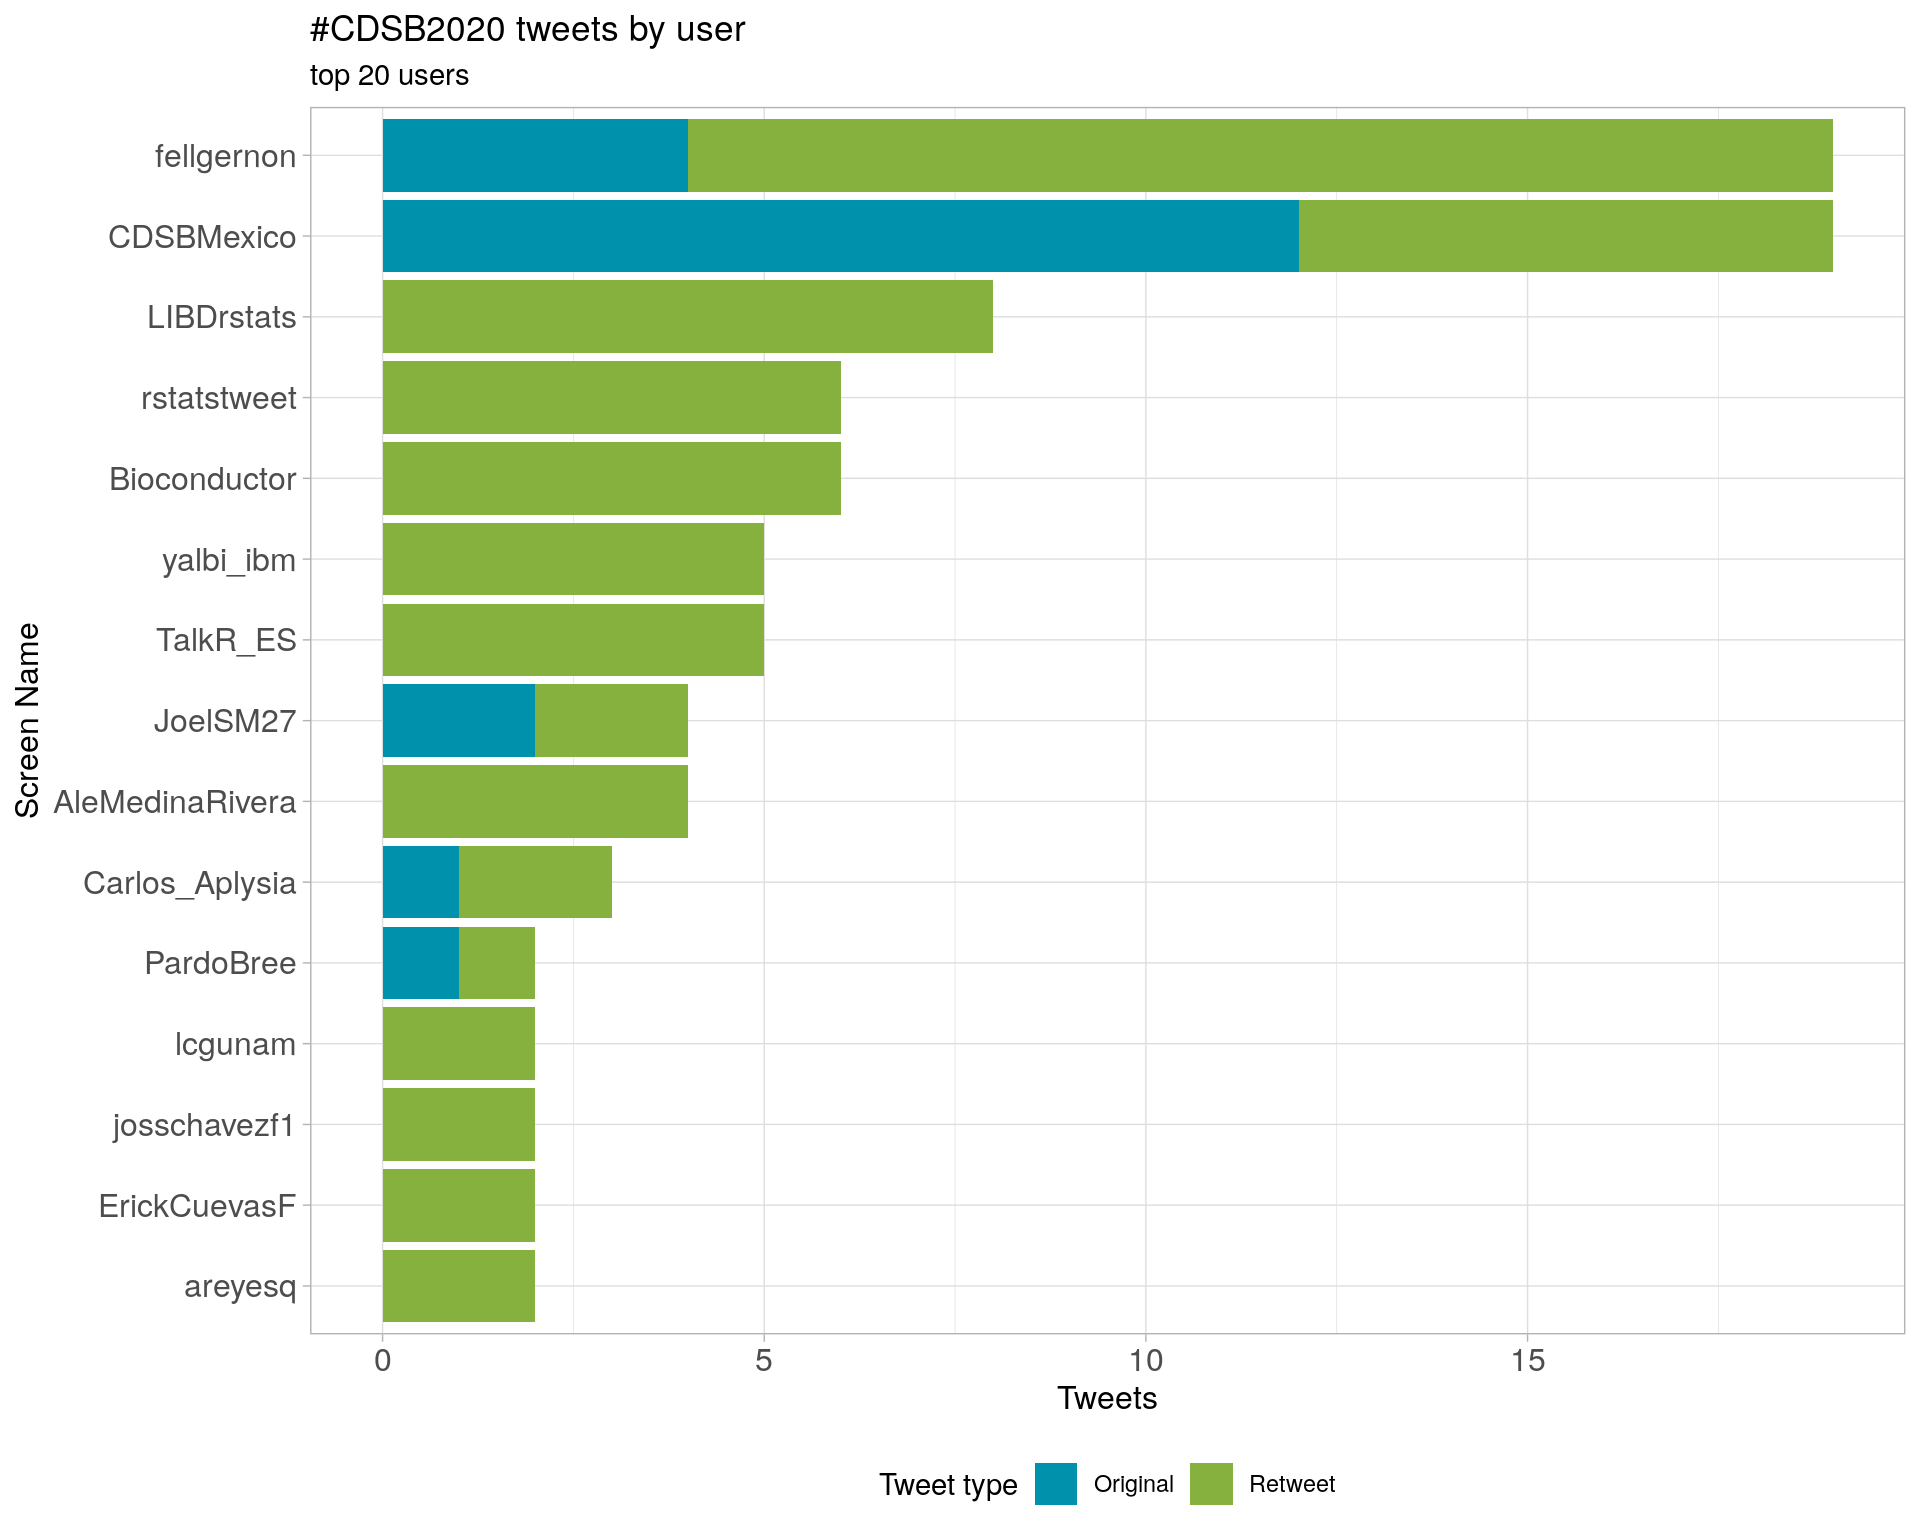 #CDSB2020 tweets by user
top 20 users
Screen Name
fellgernon
CDSBMexico
LIBDrstats
rstatstweet
Bioconductor
yalbi_ibm
TalkR_ES
JoelSM27
AleMedinaRivera
Carlos_Aplysia
PardoBree
lcgunam
josschavezf1
ErickCuevasF
areyesq
0 5 10 15
Tweets
Tweet type Original Retweet